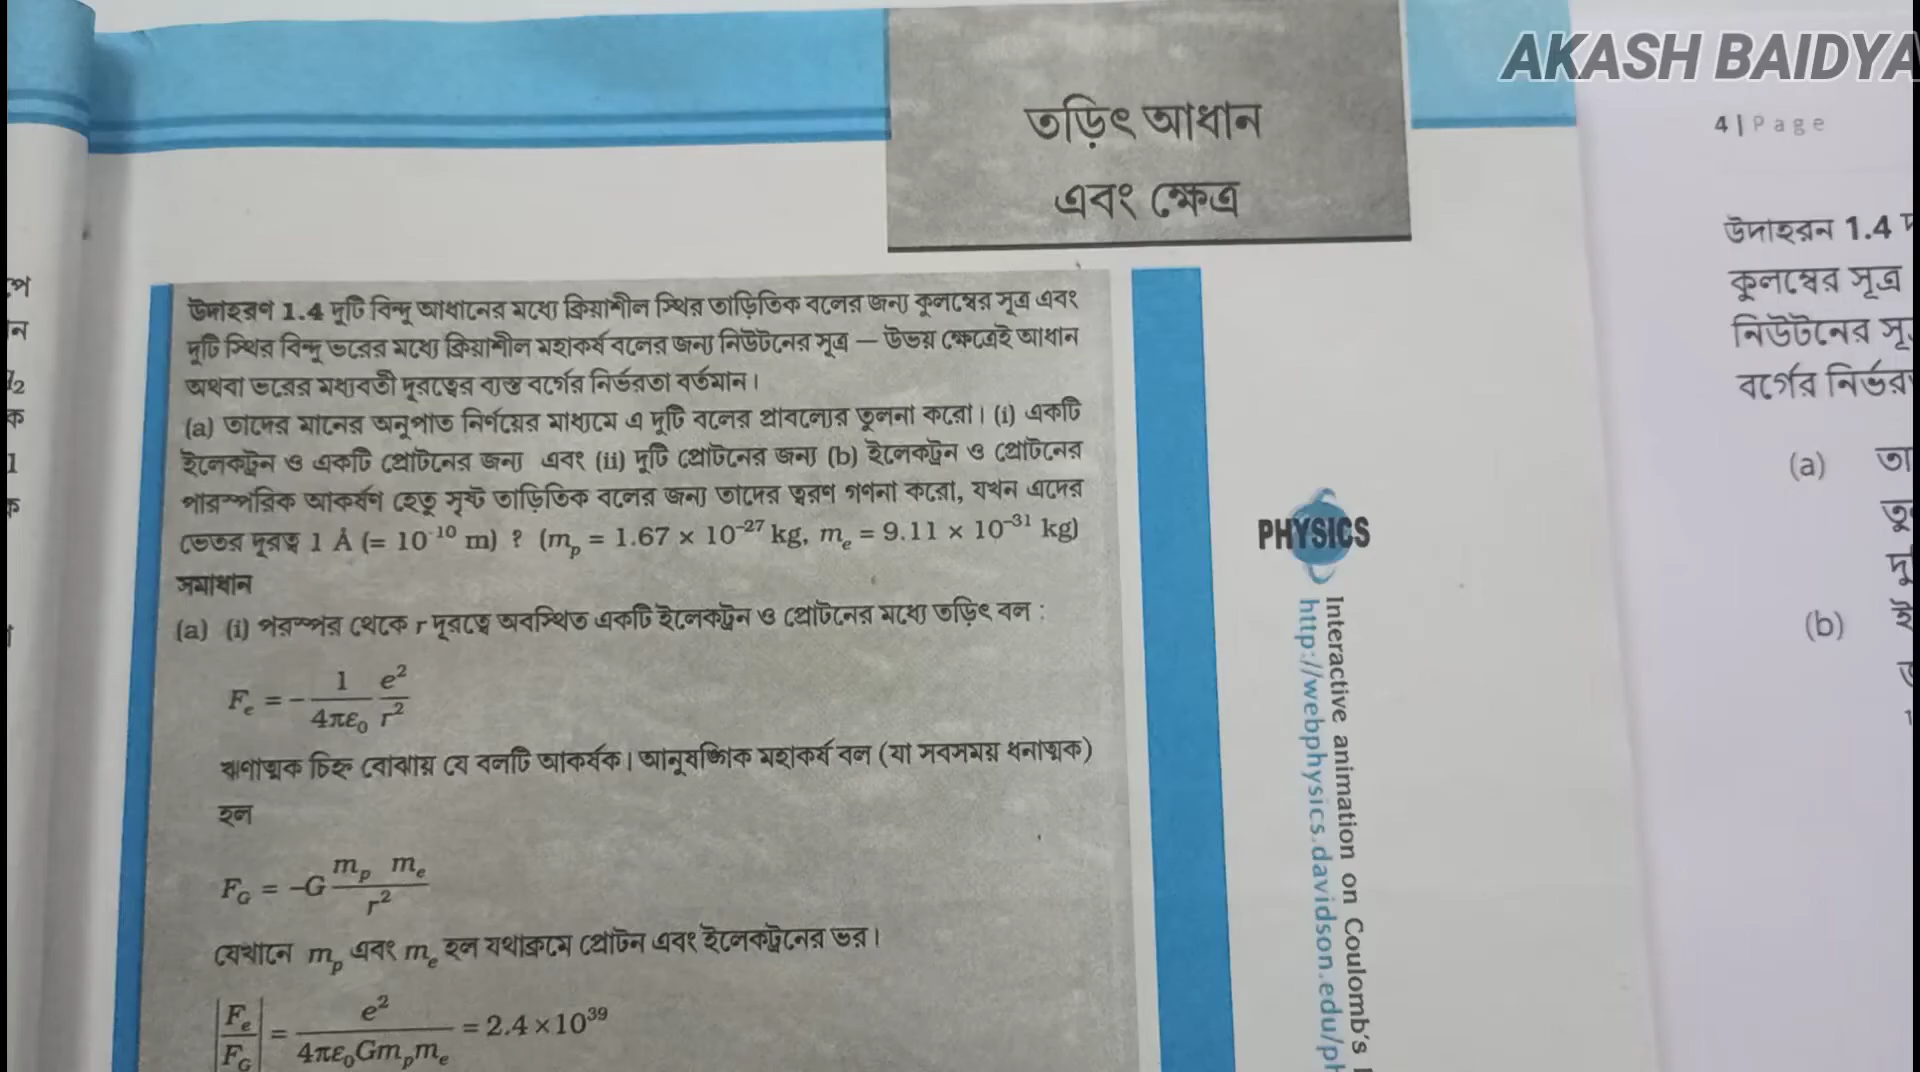 AKASH BAIDYA
তড়িৎ আধান
এবং ক্ষেত্র
উদাহরণ 1.4 দুটি বিন্দু আধানের মধ্যে ক্রিয়াশীল স্থির তাড়িতিক বলের জন্য কুলম্বের সূত্র এবং
দুটি স্থির বিন্দু ভরের মধ্যে ক্রিয়াশীল মহাকর্ষ বলের জন্য নিউটনের সূত্র — উভয় ক্ষেত্রেই আধান
অথবা ভরের মধ্যবর্তী দূরত্বের ব্যস্ত বর্গের নির্ভরতা বর্তমান।
(a) তাদের মানের অনুপাত নির্ণয়ের মাধ্যমে এ দুটি বলের প্রাবল্যের তুলনা করো। (i) একটি
ইলেকট্রন ও একটি প্রোটনের জন্য এবং (ii) দুটি প্রোটনের জন্য (b) ইলেকট্রন ও প্রোটনের
পারস্পরিক আকর্ষণ হেতু সৃষ্ট তাড়িতিক বলের জন্য তাদের ত্বরণ গণনা করো, যখন এদের
ভেতর দূরত্ব 1 Å (= 10⁻¹⁰ m) ? (mₚ = 1.67 × 10⁻²⁷ kg, mₑ = 9.11 × 10⁻³¹ kg)
সমাধান
(a) (i) পরস্পর থেকে r দূরত্বে অবস্থিত একটি ইলেকট্রন ও প্রোটনের মধ্যে তড়িৎ বল :
Fₑ = - 1/4πε₀ e²/r²
ঋণাত্মক চিহ্ন বোঝায় যে বলটি আকর্ষক। আনুষঙ্গিক মহাকর্ষ বল (যা সবসময় ধনাত্মক)
হল
F_G = -G mₚ mₑ/r²
যেখানে mₚ এবং mₑ হল যথাক্রমে প্রোটন এবং ইলেকট্রনের ভর।
|Fₑ/F_G| = e²/4πε₀Gmₚmₑ = 2.4 × 10³⁹
PHYSICS
Interactive animation on Coulomb's
http://webphysics.davidson.edu/ph
4 | Page
উদাহরন 1.4
কুলম্বের সূত্র
নিউটনের
বর্গের
(a)
(b)